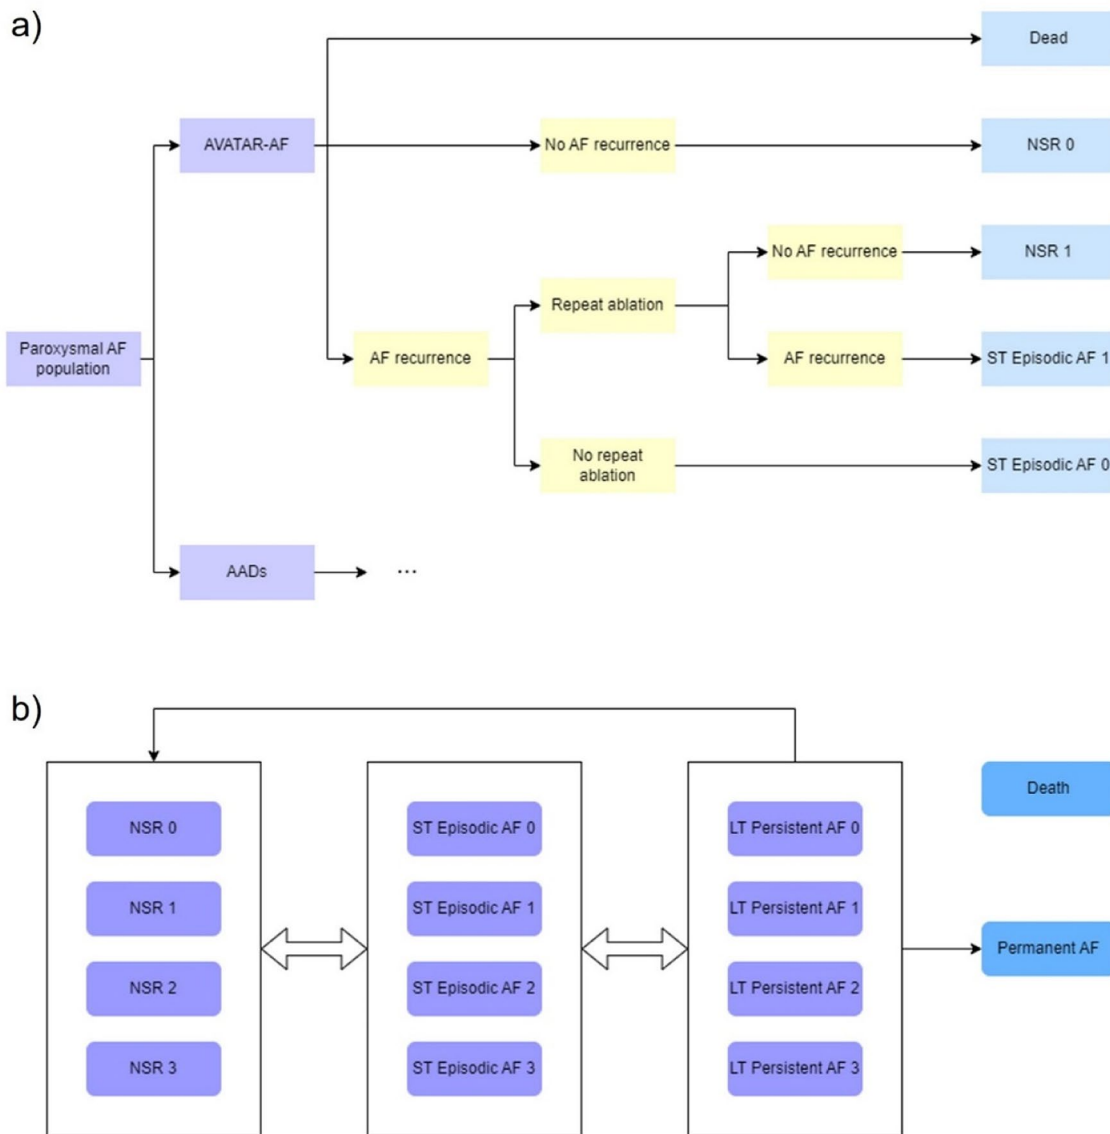 a)
Dead
AVATAR-AF
No AF recurrence
NSR 0
No AF recurrence
NSR 1
Repeat ablation
Paroxysmal AF
population
AF recurrence
AF recurrence
ST Episodic AF 1
No repeat
ablation
ST Episodic AF 0
AADs
...
b)
NSR 0
ST Episodic AF 0
LT Persistent AF 0
Death
NSR 1
ST Episodic AF 1
LT Persistent AF 1
Permanent AF
NSR 2
ST Episodic AF 2
LT Persistent AF 2
NSR 3
ST Episodic AF 3
LT Persistent AF 3